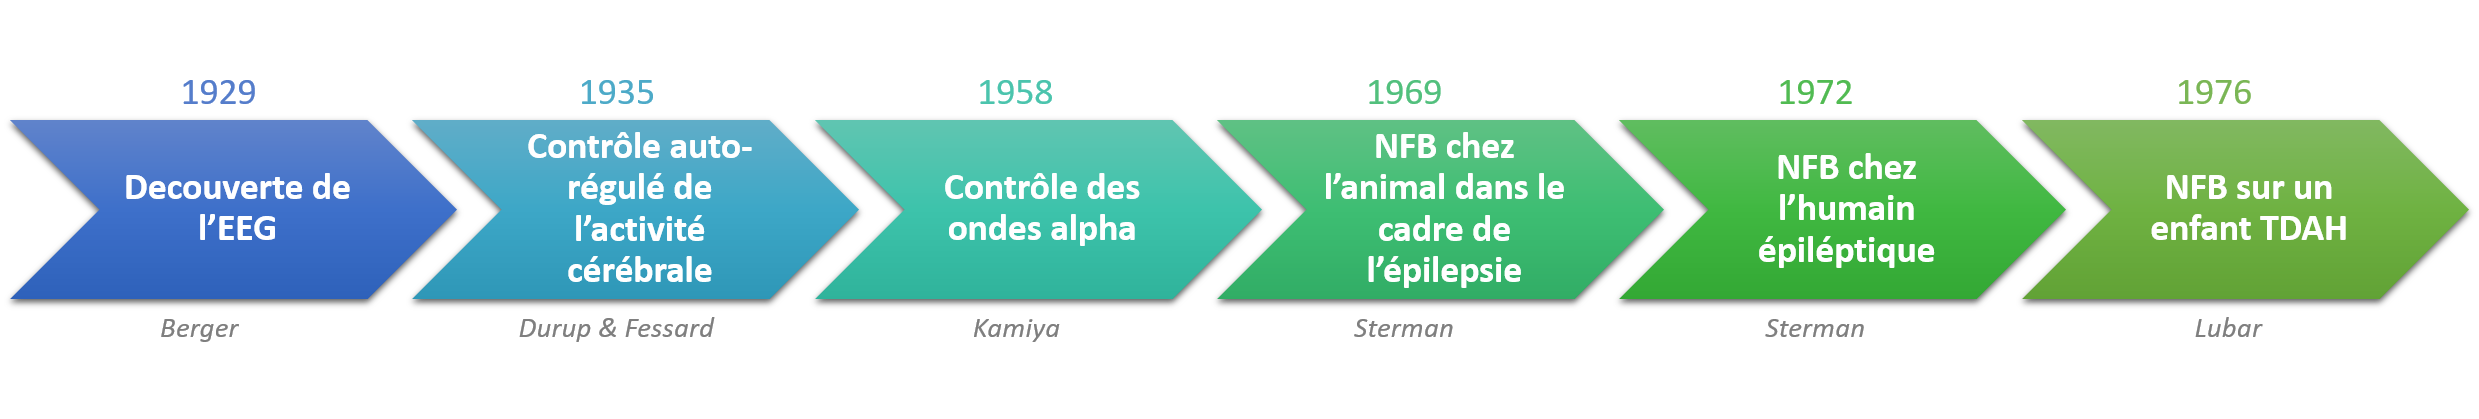 1929
Decouverte de
l’EEG
Berger
1935
Contrôle auto-
régulé de
l’activité
cérébrale
Durup & Fessard
1958
Contrôle des
ondes alpha
Kamiya
1969
NFB chez
l’animal dans le
cadre de
l’épilepsie
Sterman
1972
NFB chez
l’humain
épiléptique
Sterman
1976
NFB sur un
enfant TDAH
Lubar